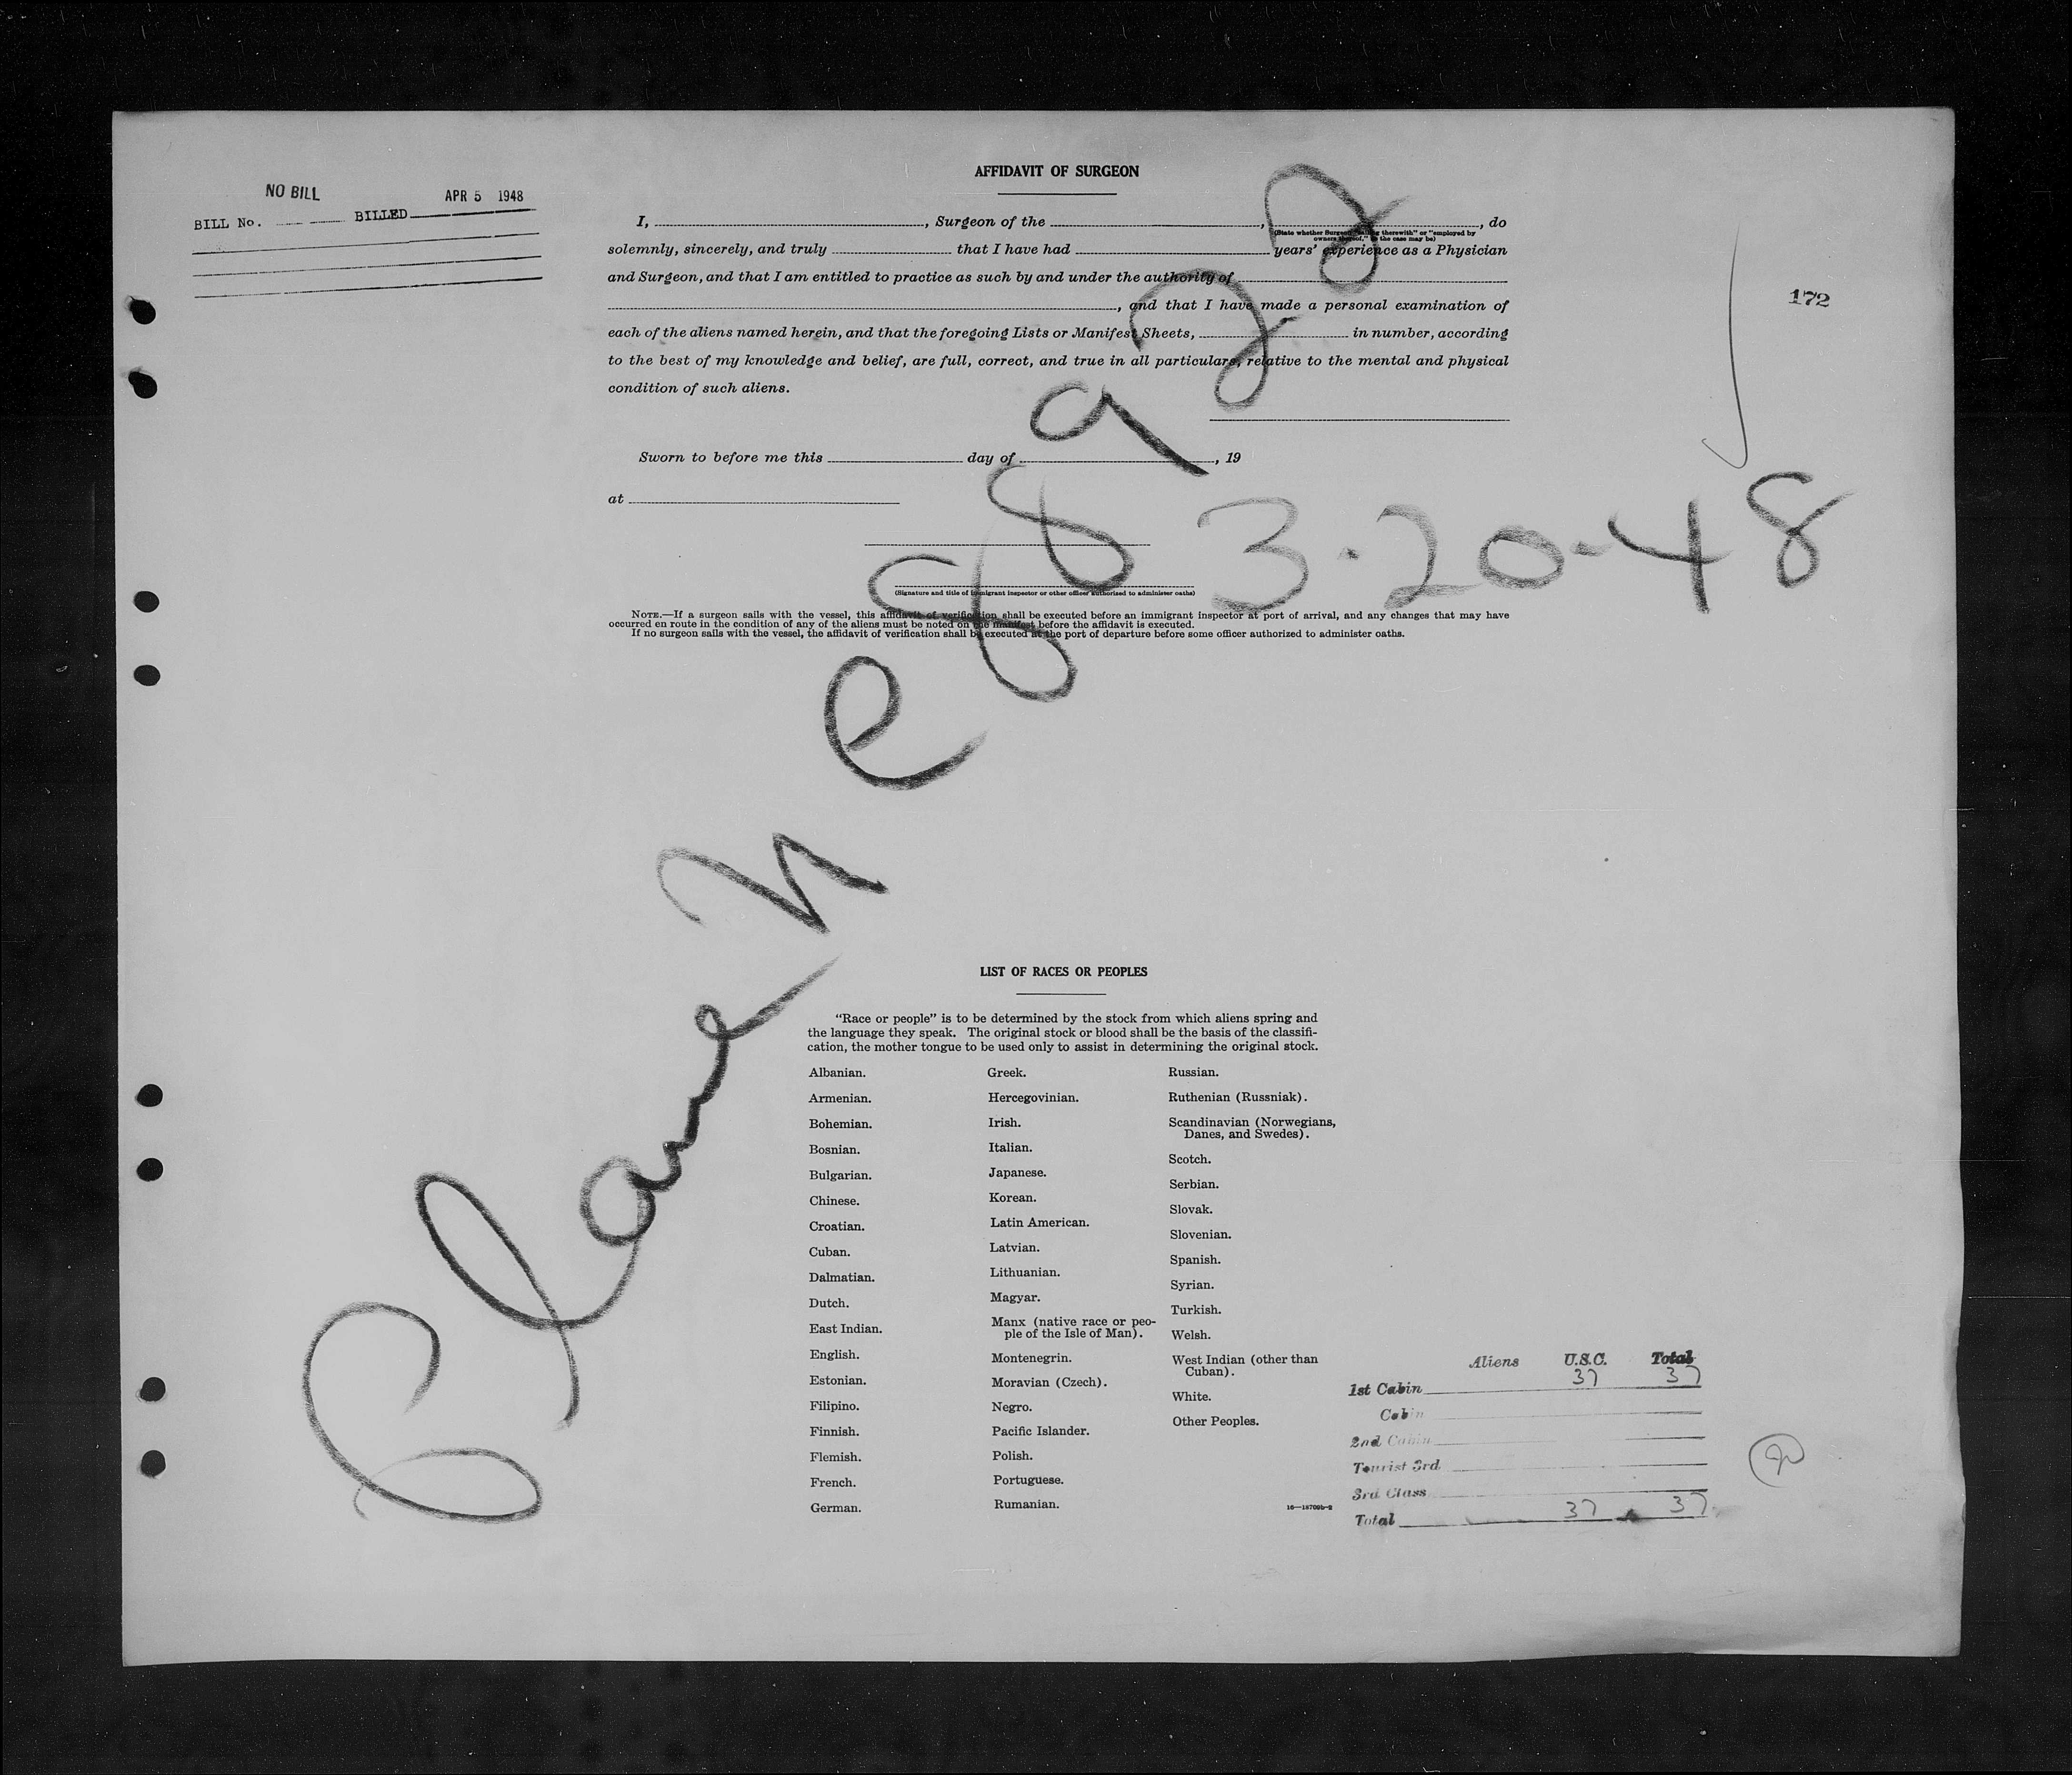 NO BILL APR 5 1948
BILL No. BILLED
172
AFFIDAVIT OF SURGEON
I, , Surgeon of the , , do
(State whether Surgeon "sailing therewith" or "employed by
owners thereof," as the case may be)
solemnly, sincerely, and truly that I have had years' experience as a Physician
and Surgeon, and that I am entitled to practice as such by and under the authority of
, and that I have made a personal examination of
each of the aliens named herein, and that the foregoing Lists or Manifest Sheets, in number, according
to the best of my knowledge and belief, are full, correct, and true in all particulars, relative to the mental and physical
condition of such aliens.
Sworn to before me this day of , 19
at
(Signature and title of immigrant inspector or other officer authorized to administer oaths)
NOTE.—If a surgeon sails with the vessel, this affidavit of verification shall be executed before an immigrant inspector at port of arrival, and any changes that may have
occurred en route in the condition of any of the aliens must be noted on the manifest before the affidavit is executed.
If no surgeon sails with the vessel, the affidavit of verification shall be executed at the port of departure before some officer authorized to administer oaths.
Plane N 88922
3-20-48
LIST OF RACES OR PEOPLES
"Race or people" is to be determined by the stock from which aliens spring and
the language they speak. The original stock or blood shall be the basis of the classifi-
cation, the mother tongue to be used only to assist in determining the original stock.
Albanian.
Armenian.
Bohemian.
Bosnian.
Bulgarian.
Chinese.
Croatian.
Cuban.
Dalmatian.
Dutch.
East Indian.
English.
Estonian.
Filipino.
Finnish.
Flemish.
French.
German.
Greek.
Hercegovinian.
Irish.
Italian.
Japanese.
Korean.
Latin American.
Latvian.
Lithuanian.
Magyar.
Manx (native race or peo-
ple of the Isle of Man).
Montenegrin.
Moravian (Czech).
Negro.
Pacific Islander.
Polish.
Portuguese.
Rumanian.
Russian.
Ruthenian (Russniak).
Scandinavian (Norwegians,
Danes, and Swedes).
Scotch.
Serbian.
Slovak.
Slovenian.
Spanish.
Syrian.
Turkish.
Welsh.
West Indian (other than
Cuban).
White.
Other Peoples.
Aliens U.S.C. Total
1st Cabin 37 37
Cabin
2nd Cabin
Tourist 3rd
3rd Class
Total 37 37